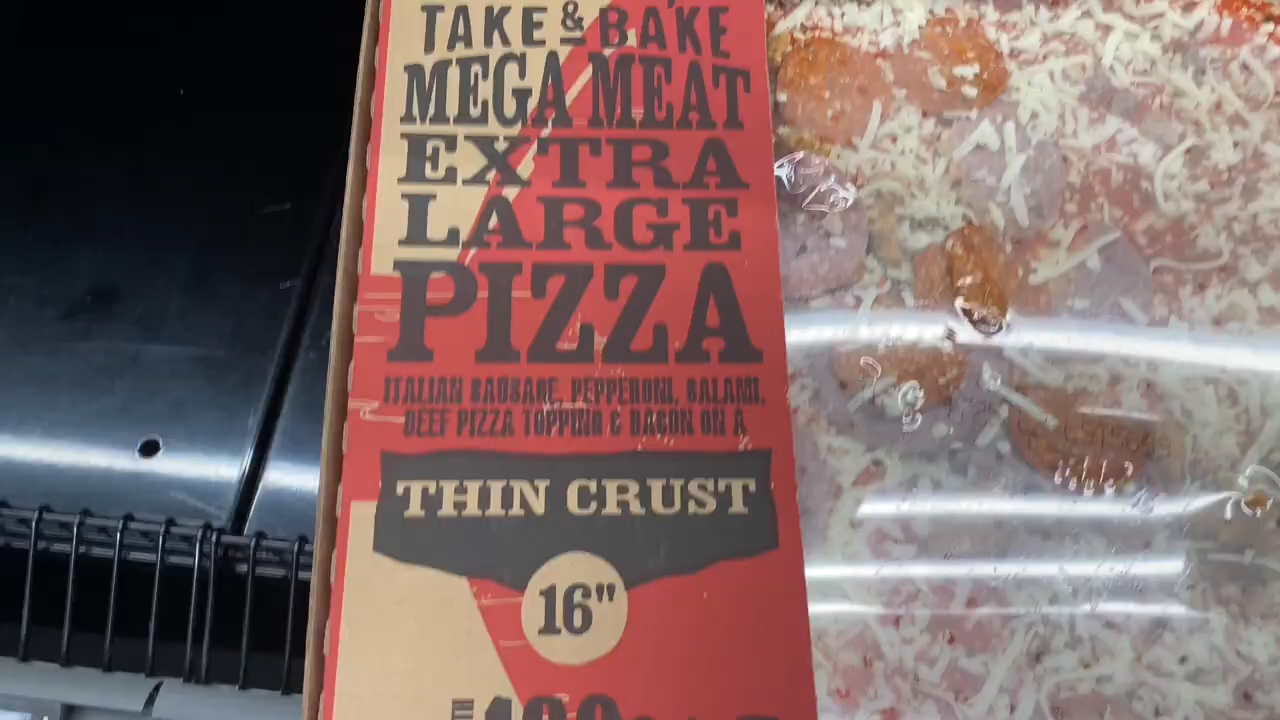 TAKE & BAKE
MEGA MEAT
EXTRA
LARGE
PIZZA
ITALIAN SAUSAGE, PEPPERONI, SALAMI,
BEEF PIZZA TOPPING & BACON ON A
THIN CRUST
16"